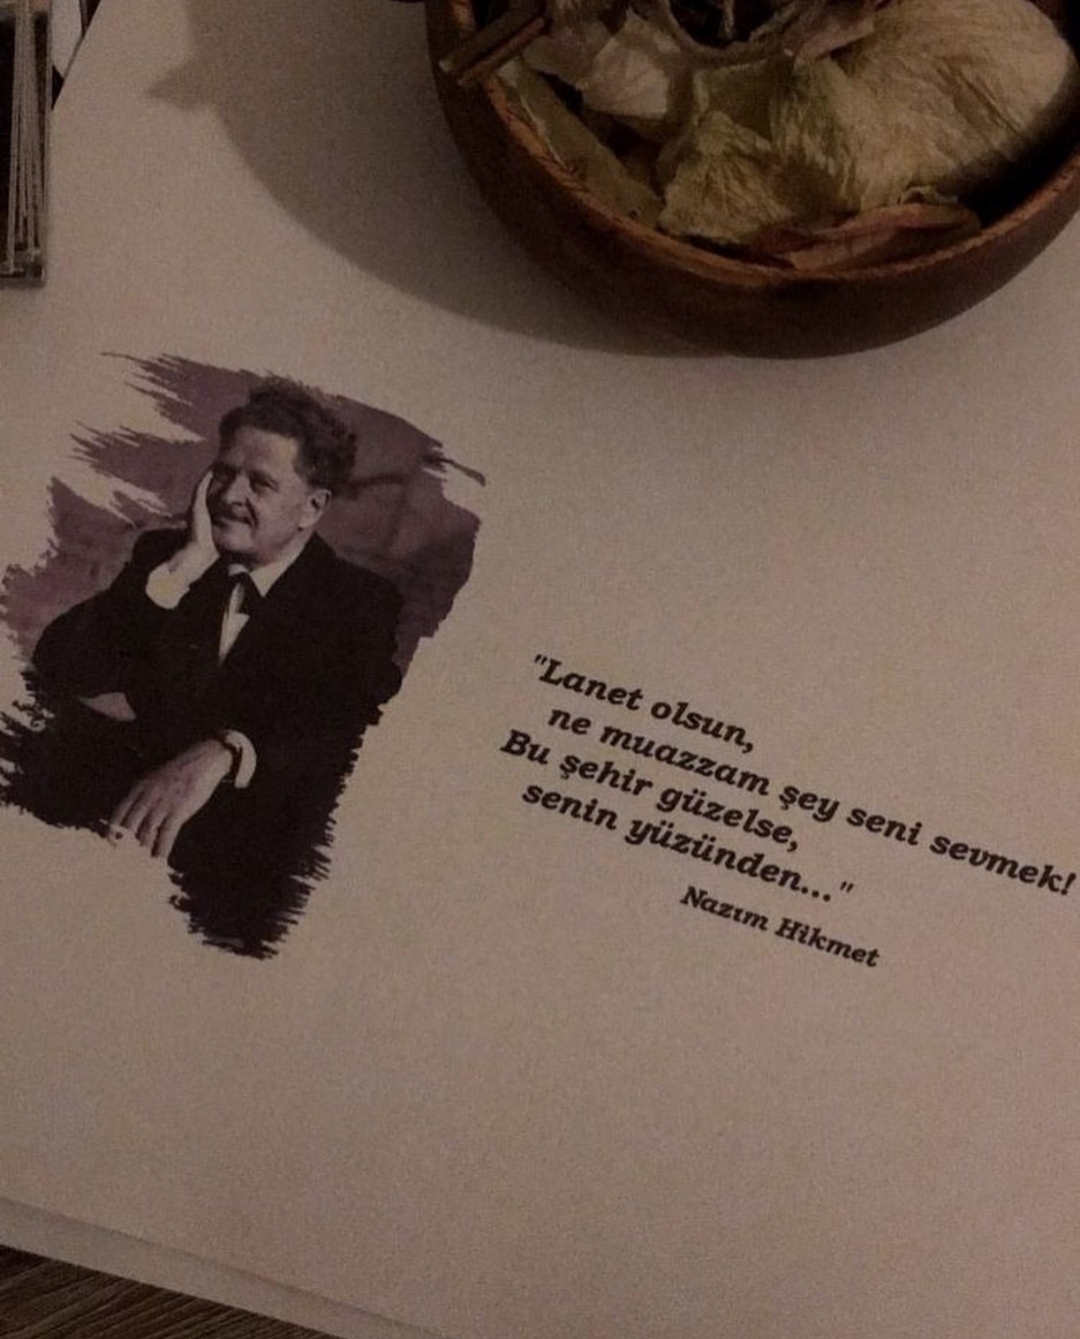 "Lanet olsun,
ne muazzam şey seni sevmek!
Bu şehir güzelse,
senin yüzünden..."
Nazım Hikmet